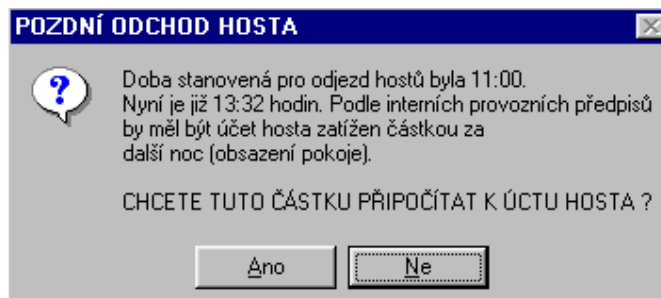 POZDNÍ ODCHOD HOSTA
?
Doba stanovená pro odjezd hostů byla 11:00.
Nyní je již 13:32 hodin. Podle interních provozních předpisů
by měl být účet hosta zatížen částkou za
další noc (obsazení pokoje).
CHCETE TUTO ČÁSTKU PŘIPOČÍTAT K ÚCTU HOSTA ?
Ano Ne